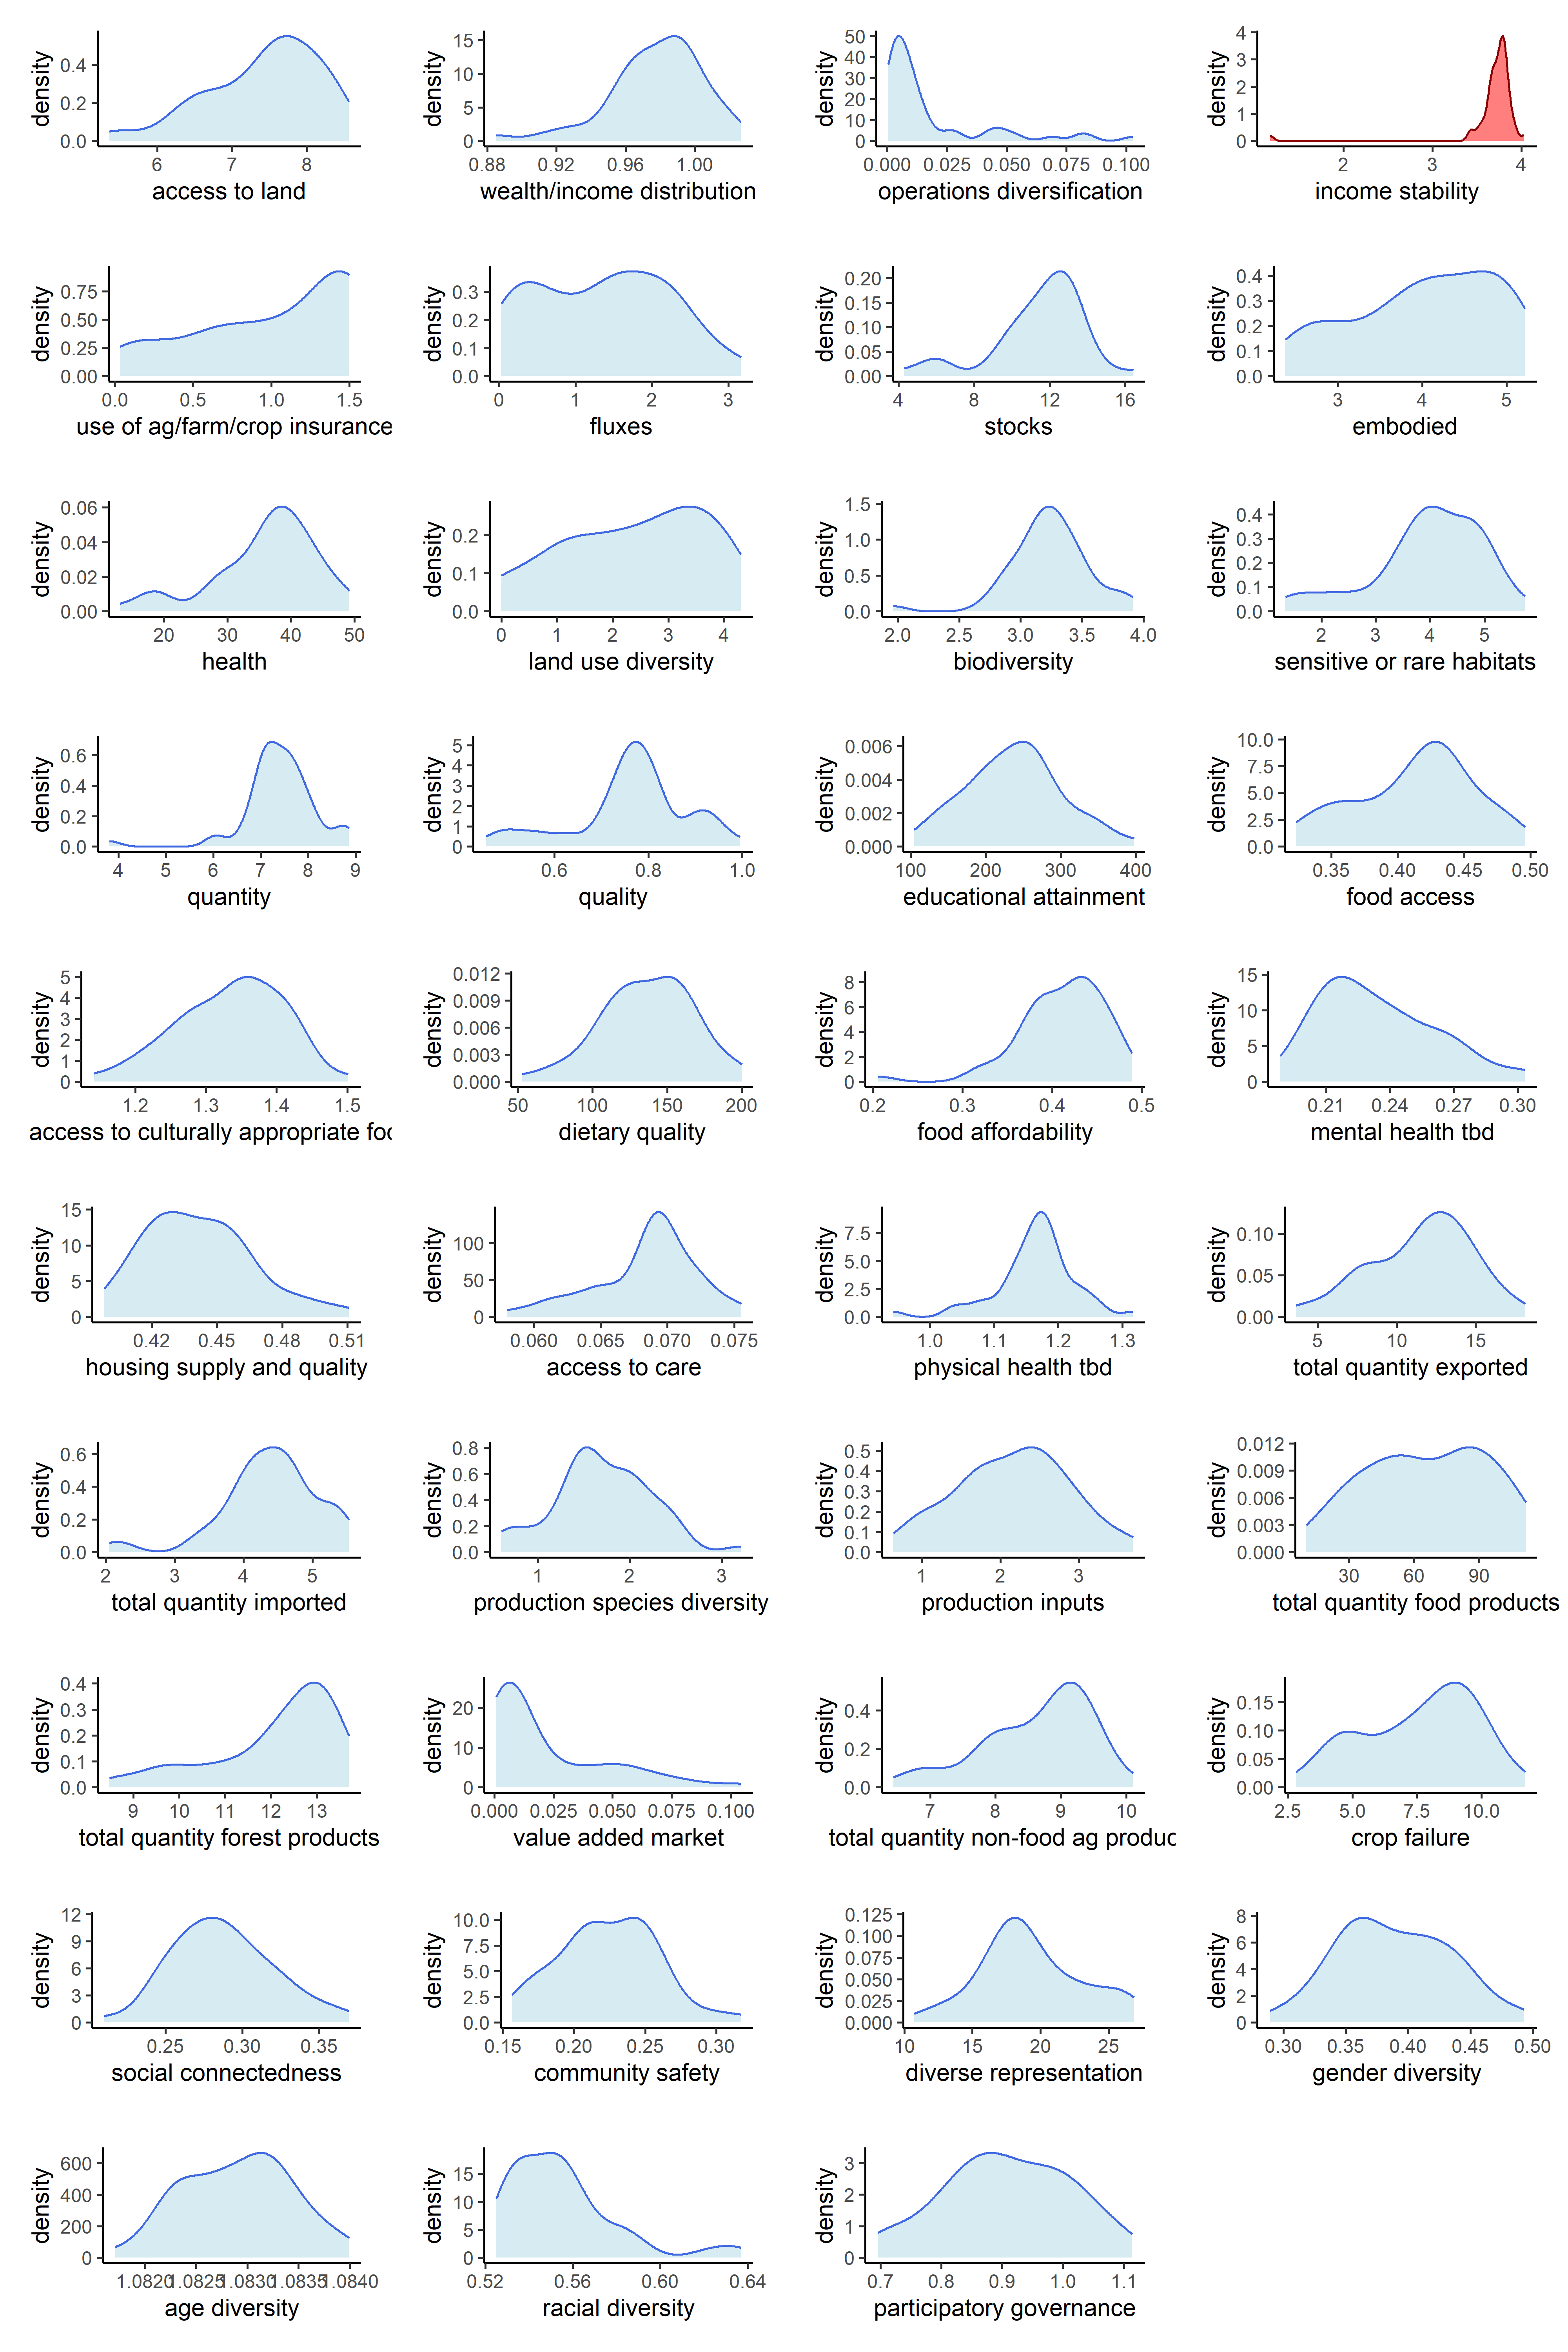 density
0.4
0.2
0.0
6 7 8
access to land
density
15
10
5
0
0.88 0.92 0.96 1.00
wealth/income distribution
density
50
40
30
20
10
0
0.000 0.025 0.050 0.075 0.100
operations diversification
density
4
3
2
1
0
2 3 4
income stability
density
0.75
0.50
0.25
0.00
0.0 0.5 1.0 1.5
use of ag/farm/crop insurance
density
0.3
0.2
0.1
0.0
0 1 2 3
fluxes
density
0.20
0.15
0.10
0.05
0.00
4 8 12 16
stocks
density
0.4
0.3
0.2
0.1
0.0
3 4 5
embodied
density
0.06
0.04
0.02
0.00
20 30 40 50
health
density
0.2
0.1
0.0
0 1 2 3 4
land use diversity
density
1.5
1.0
0.5
0.0
2.0 2.5 3.0 3.5 4.0
biodiversity
density
0.4
0.3
0.2
0.1
0.0
2 3 4 5
sensitive or rare habitats
density
0.6
0.4
0.2
0.0
4 5 6 7 8 9
quantity
density
5
4
3
2
1
0
0.6 0.8 1.0
quality
density
0.006
0.004
0.002
0.000
100 200 300 400
educational attainment
density
10.0
7.5
5.0
2.5
0.0
0.35 0.40 0.45 0.50
food access
density
5
4
3
2
1
0
1.2 1.3 1.4 1.5
access to culturally appropriate foo
density
0.012
0.009
0.006
0.003
0.000
50 100 150 200
dietary quality
density
8
6
4
2
0
0.2 0.3 0.4 0.5
food affordability
density
15
10
5
0
0.21 0.24 0.27 0.30
mental health tbd
density
15
10
5
0
0.42 0.45 0.48 0.51
housing supply and quality
density
100
50
0
0.060 0.065 0.070 0.075
access to care
density
7.5
5.0
2.5
0.0
1.0 1.1 1.2 1.3
physical health tbd
density
0.10
0.05
0.00
5 10 15
total quantity exported
density
0.6
0.4
0.2
0.0
2 3 4 5
total quantity imported
density
0.8
0.6
0.4
0.2
0.0
1 2 3
production species diversity
density
0.5
0.4
0.3
0.2
0.1
0.0
1 2 3
production inputs
density
0.012
0.009
0.006
0.003
0.000
30 60 90
total quantity food products
density
0.4
0.3
0.2
0.1
0.0
9 10 11 12 13
total quantity forest products
density
20
10
0
0.000 0.025 0.050 0.075 0.100
value added market
density
0.4
0.2
0.0
7 8 9 10
total quantity non-food ag produc
density
0.15
0.10
0.05
0.00
2.5 5.0 7.5 10.0
crop failure
density
12
9
6
3
0
0.25 0.30 0.35
social connectedness
density
10.0
7.5
5.0
2.5
0.0
0.15 0.20 0.25 0.30
community safety
density
0.125
0.100
0.075
0.050
0.025
0.000
10 15 20 25
diverse representation
density
8
6
4
2
0
0.30 0.35 0.40 0.45 0.50
gender diversity
density
600
400
200
0
1.0820 1.0825 1.0830 1.0835 1.0840
age diversity
density
15
10
5
0
0.52 0.56 0.60 0.64
racial diversity
density
3
2
1
0
0.7 0.8 0.9 1.0 1.1
participatory governance